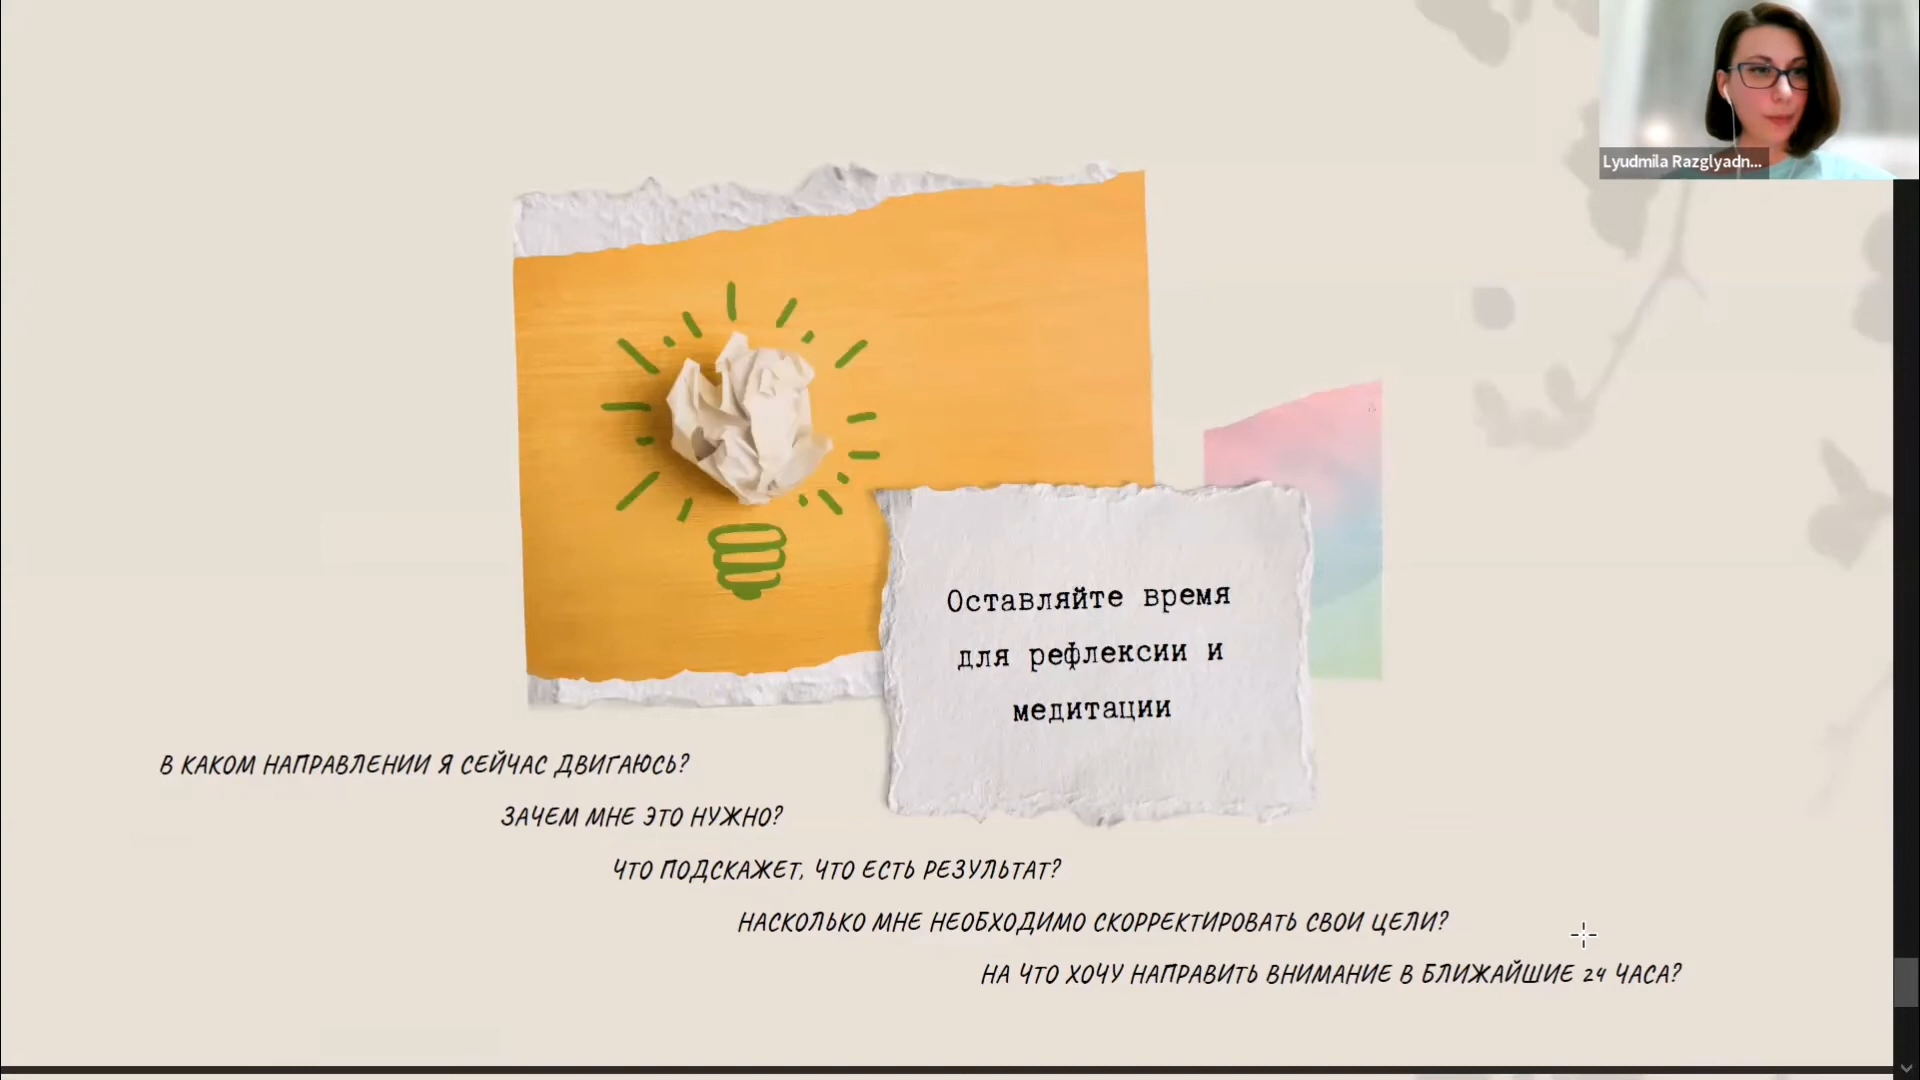 Lyudmila Razglyadn...
Оставляйте время
для рефлексии и
медитации
В КАКОМ НАПРАВЛЕНИИ Я СЕЙЧАС ДВИГАЮСЬ?
ЗАЧЕМ МНЕ ЭТО НУЖНО?
ЧТО ПОДСКАЖЕТ, ЧТО ЕСТЬ РЕЗУЛЬТАТ?
НАСКОЛЬКО МНЕ НЕОБХОДИМО СКОРРЕКТИРОВАТЬ СВОИ ЦЕЛИ?
НА ЧТО ХОЧУ НАПРАВИТЬ ВНИМАНИЕ В БЛИЖАЙШИЕ 24 ЧАСА?